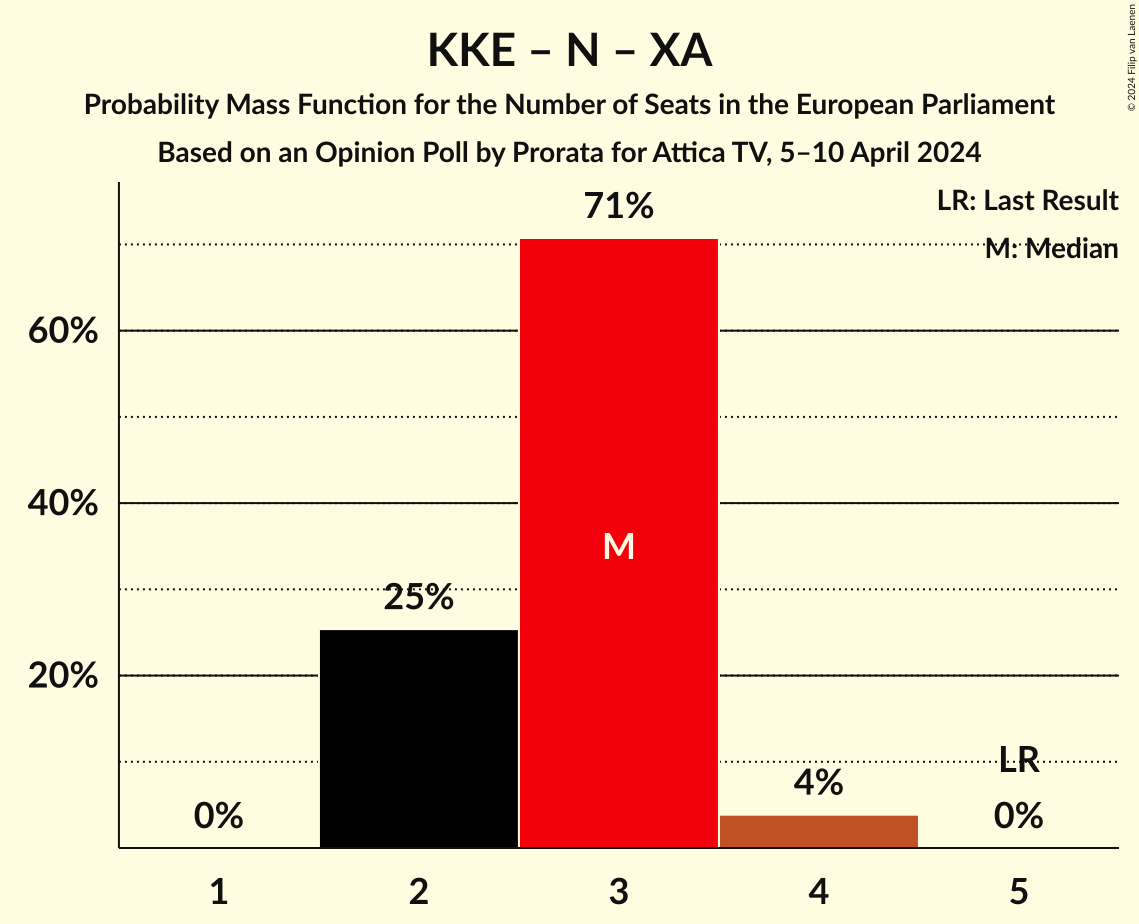 KKE – N – XA
Probability Mass Function for the Number of Seats in the European Parliament
Based on an Opinion Poll by Prorata for Attica TV, 5–10 April 2024
© 2024 Filip van Laenen
LR: Last Result
M: Median
71%
60%
40%
M
25%
20%
LR
4%
0%
0%
1
2
3
4
5